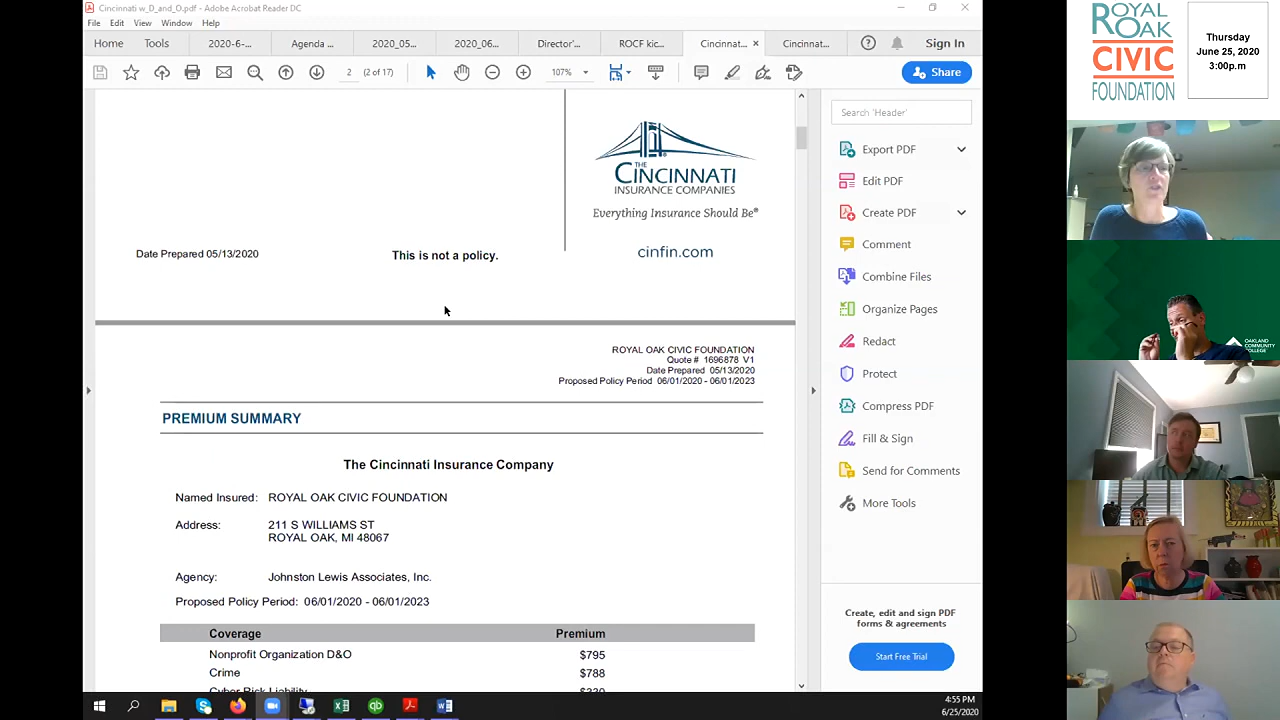 Cincinnati w_D_and_O.pdf - Adobe Acrobat Reader DC
File Edit View Window Help
Home Tools 2020-6-... Agenda ... 2020_05... 2020_06... Director'... ROCF kic... Cincinnat... × Cincinnat... Sign In
2 (2 of 17) 107% Share
THE
CINCINNATI
INSURANCE COMPANIES
Everything Insurance Should Be®
Date Prepared 05/13/2020 This is not a policy. cinfin.com
ROYAL OAK CIVIC FOUNDATION
Quote # 1696878 V1
Date Prepared 05/13/2020
Proposed Policy Period 06/01/2020 - 06/01/2023
PREMIUM SUMMARY
The Cincinnati Insurance Company
Named Insured: ROYAL OAK CIVIC FOUNDATION
Address: 211 S WILLIAMS ST
ROYAL OAK, MI 48067
Agency: Johnston Lewis Associates, Inc.
Proposed Policy Period: 06/01/2020 - 06/01/2023
Coverage Premium
Nonprofit Organization D&O $795
Crime $788
Cyber Risk Liability $330
Search 'Header'
Export PDF
Edit PDF
Create PDF
Comment
Combine Files
Organize Pages
Redact
Protect
Compress PDF
Fill & Sign
Send for Comments
More Tools
Create, edit and sign PDF
forms & agreements
Start Free Trial
4:55 PM
6/25/2020
ROYAL
OAK
CIVIC
FOUNDATION
Thursday
June 25, 2020
3:00p.m
OAKLAND
COMMUNITY
COLLEGE